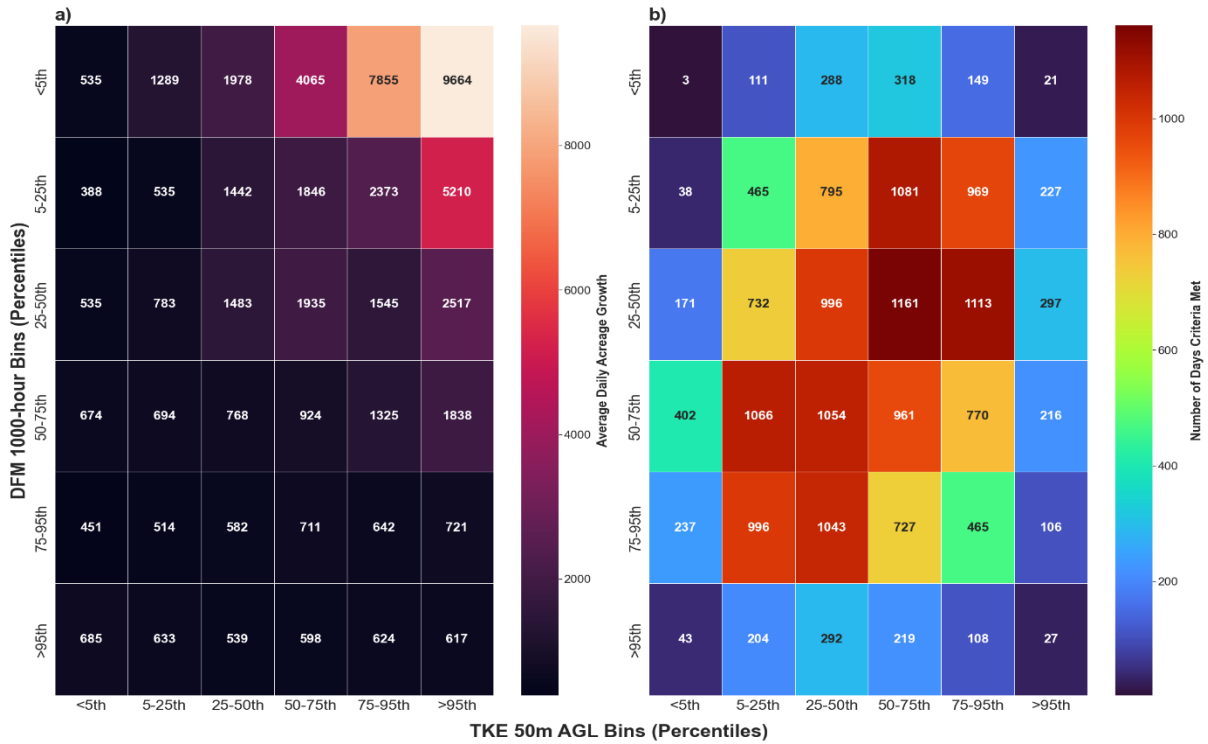 a)
b)
DFM 1000-hour Bins (Percentiles)
<5th 535 1289 1978 4065 7855 9664
5-25th 388 535 1442 1846 2373 5210
25-50th 535 783 1483 1935 1545 2517
50-75th 674 694 768 924 1325 1838
75-95th 451 514 582 711 642 721
>95th 685 633 539 598 624 617
<5th 5-25th 25-50th 50-75th 75-95th >95th
8000
6000
4000
2000
Average Daily Acreage Growth
<5th 3 111 288 318 149 21
5-25th 38 465 795 1081 969 227
25-50th 171 732 996 1161 1113 297
50-75th 402 1066 1054 961 770 216
75-95th 237 996 1043 727 465 106
>95th 43 204 292 219 108 27
<5th 5-25th 25-50th 50-75th 75-95th >95th
1000
800
600
400
200
Number of Days Criteria Met
TKE 50m AGL Bins (Percentiles)